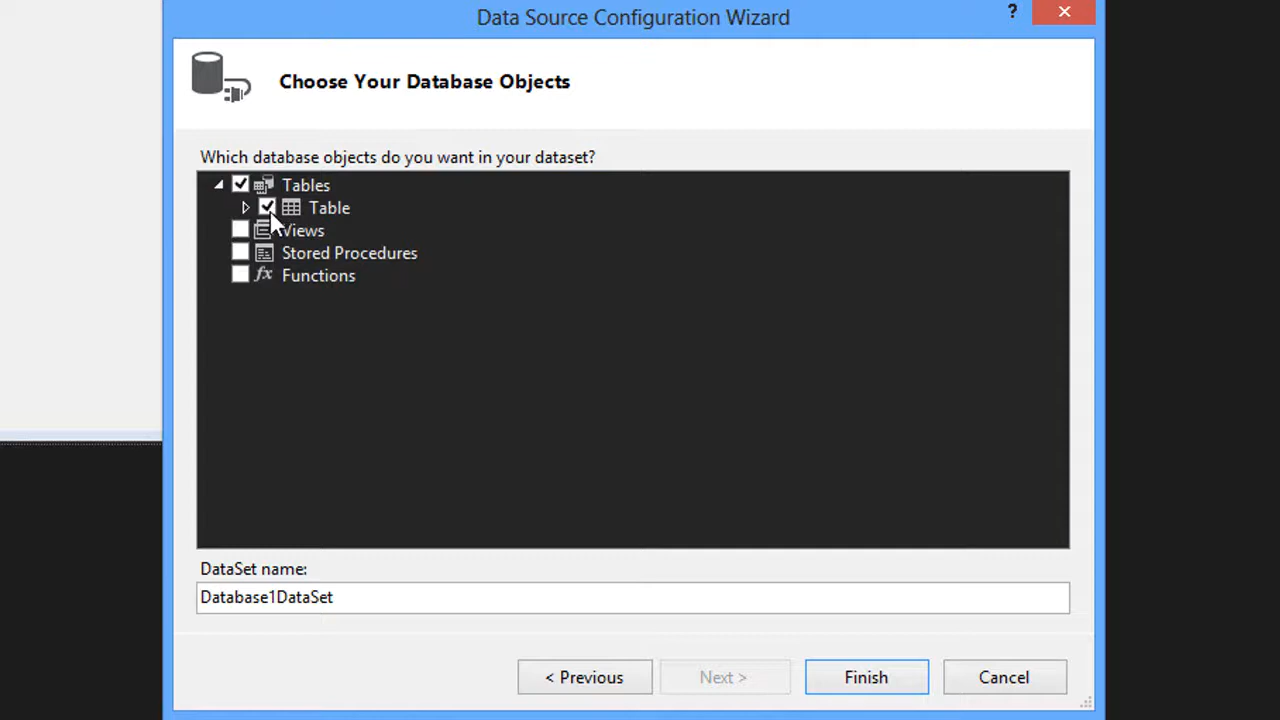 Data Source Configuration Wizard
?
Choose Your Database Objects
Which database objects do you want in your dataset?
Tables
Table
Views
Stored Procedures
fx Functions
DataSet name:
Database1DataSet
< Previous
Next >
Finish
Cancel